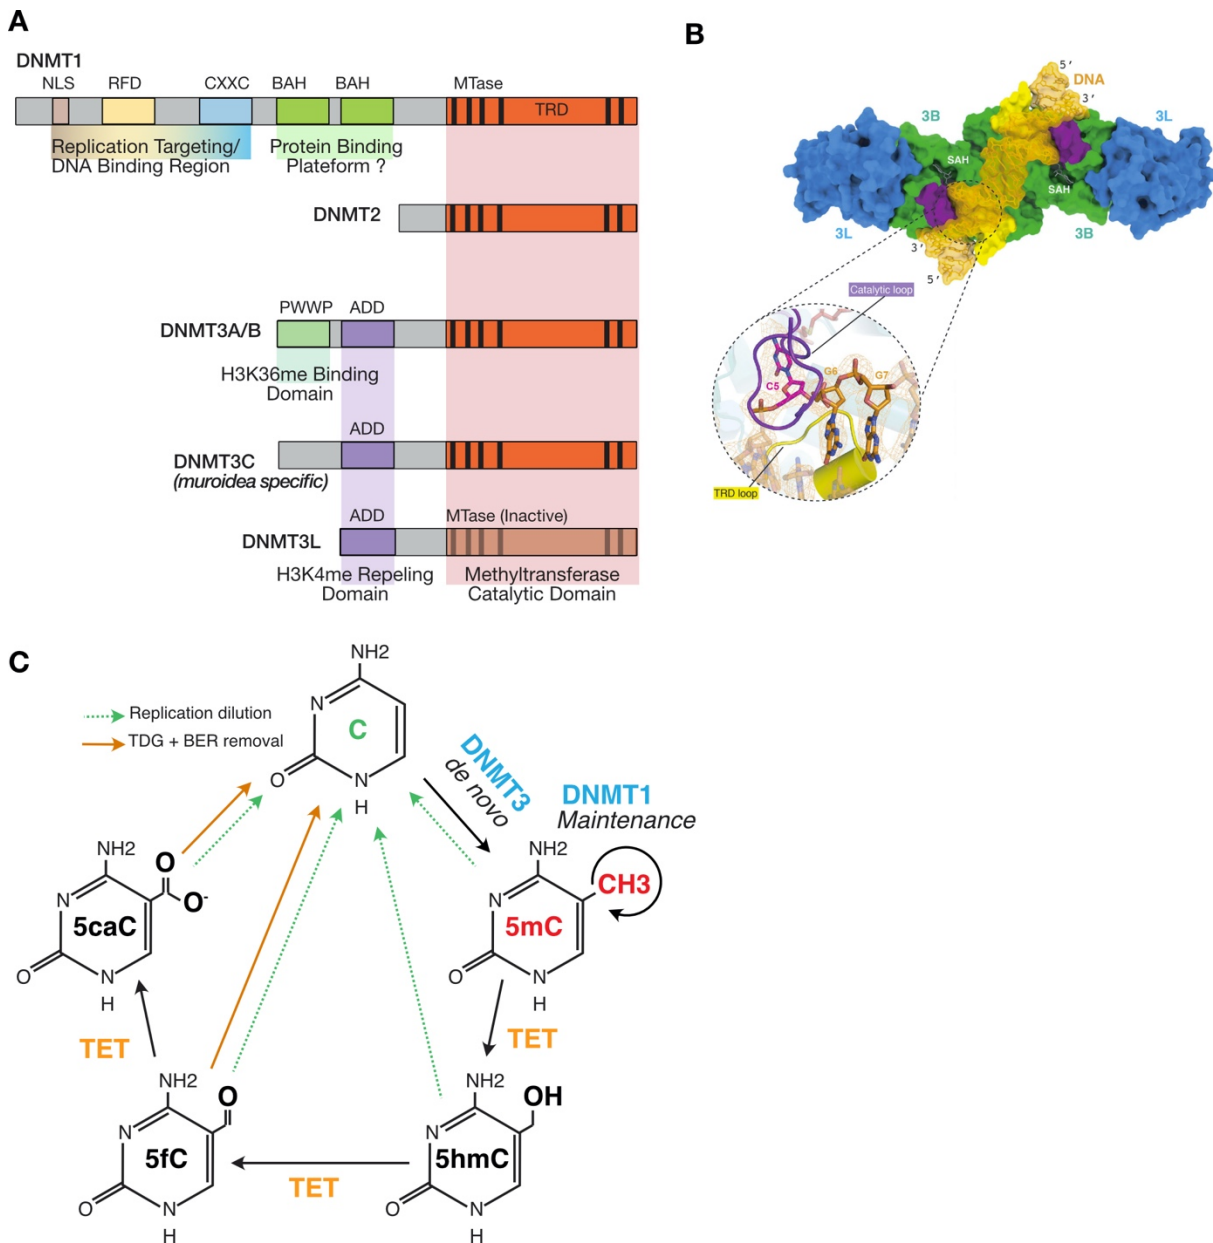 A
DNMT1
NLS RFD CXXC BAH BAH MTase
TRD
Replication Targeting/
DNA Binding Region
Protein Binding
Plateform ?
DNMT2
PWWP ADD
DNMT3A/B
H3K36me Binding
Domain
ADD
DNMT3C
(muroidea specific)
ADD MTase (Inactive)
DNMT3L
H3K4me Repeling
Domain
Methyltransferase
Catalytic Domain
B
5′
DNA
3′
3B
3L
SAH
SAH
3L
3B
3′
5′
Catalytic loop
C5
G6
G7
TRD loop
C
Replication dilution
TDG + BER removal
NH2
N
C
O
N
H
DNMT3
de novo
DNMT1
Maintenance
NH2
N
CH3
5mC
O
N
H
TET
NH2
OH
N
5hmC
O
N
H
TET
NH2
O
N
5fC
O
N
H
TET
NH2
O
N
O-
5caC
O
N
H